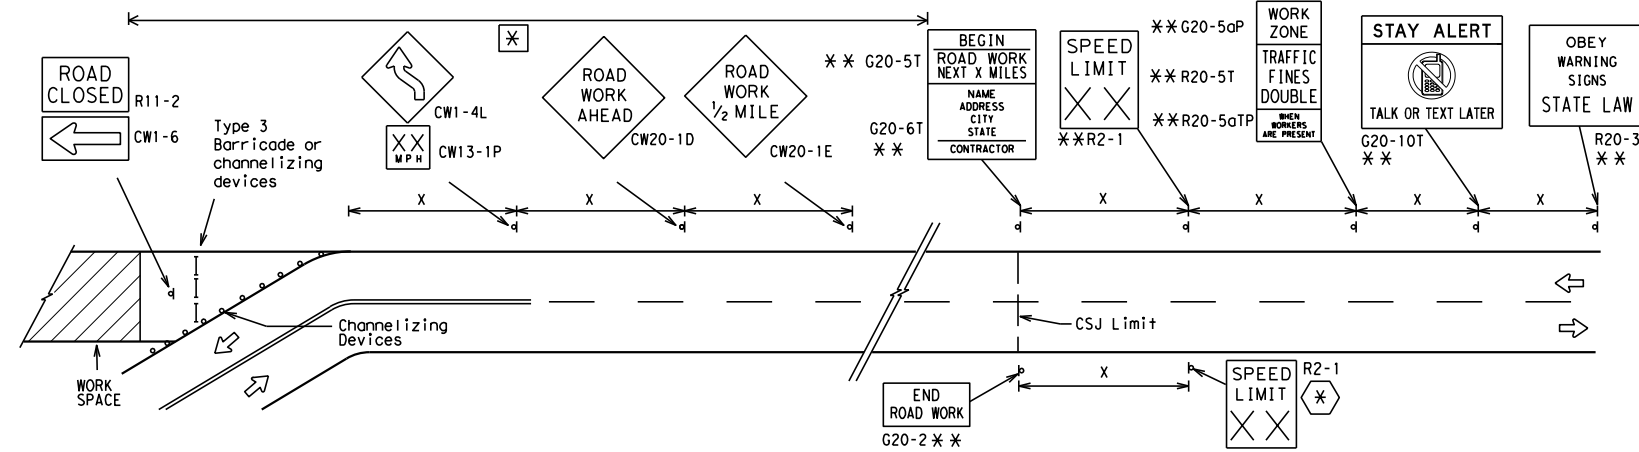 ROAD
CLOSED
R11-2
CW1-6
Type 3
Barricade or
channelizing
devices
*
CW1-4L
XX
MPH
CW13-1P
ROAD
WORK
AHEAD
CW20-1D
ROAD
WORK
1/2 MILE
CW20-1E
** G20-5T
G20-6T
**
BEGIN
ROAD WORK
NEXT X MILES
NAME
ADDRESS
CITY
STATE
CONTRACTOR
SPEED
LIMIT
XX
**R2-1
**G20-5aP
**R20-5T
**R20-5aTP
WORK
ZONE
TRAFFIC
FINES
DOUBLE
WHEN
WORKERS
ARE PRESENT
STAY ALERT
TALK OR TEXT LATER
G20-10T
**
OBEY
WARNING
SIGNS
STATE LAW
R20-3
**
X
X
X
X
X
X
X
Channelizing
Devices
CSJ Limit
WORK
SPACE
END
ROAD WORK
G20-2 **
X
SPEED
LIMIT
XX
R2-1
*